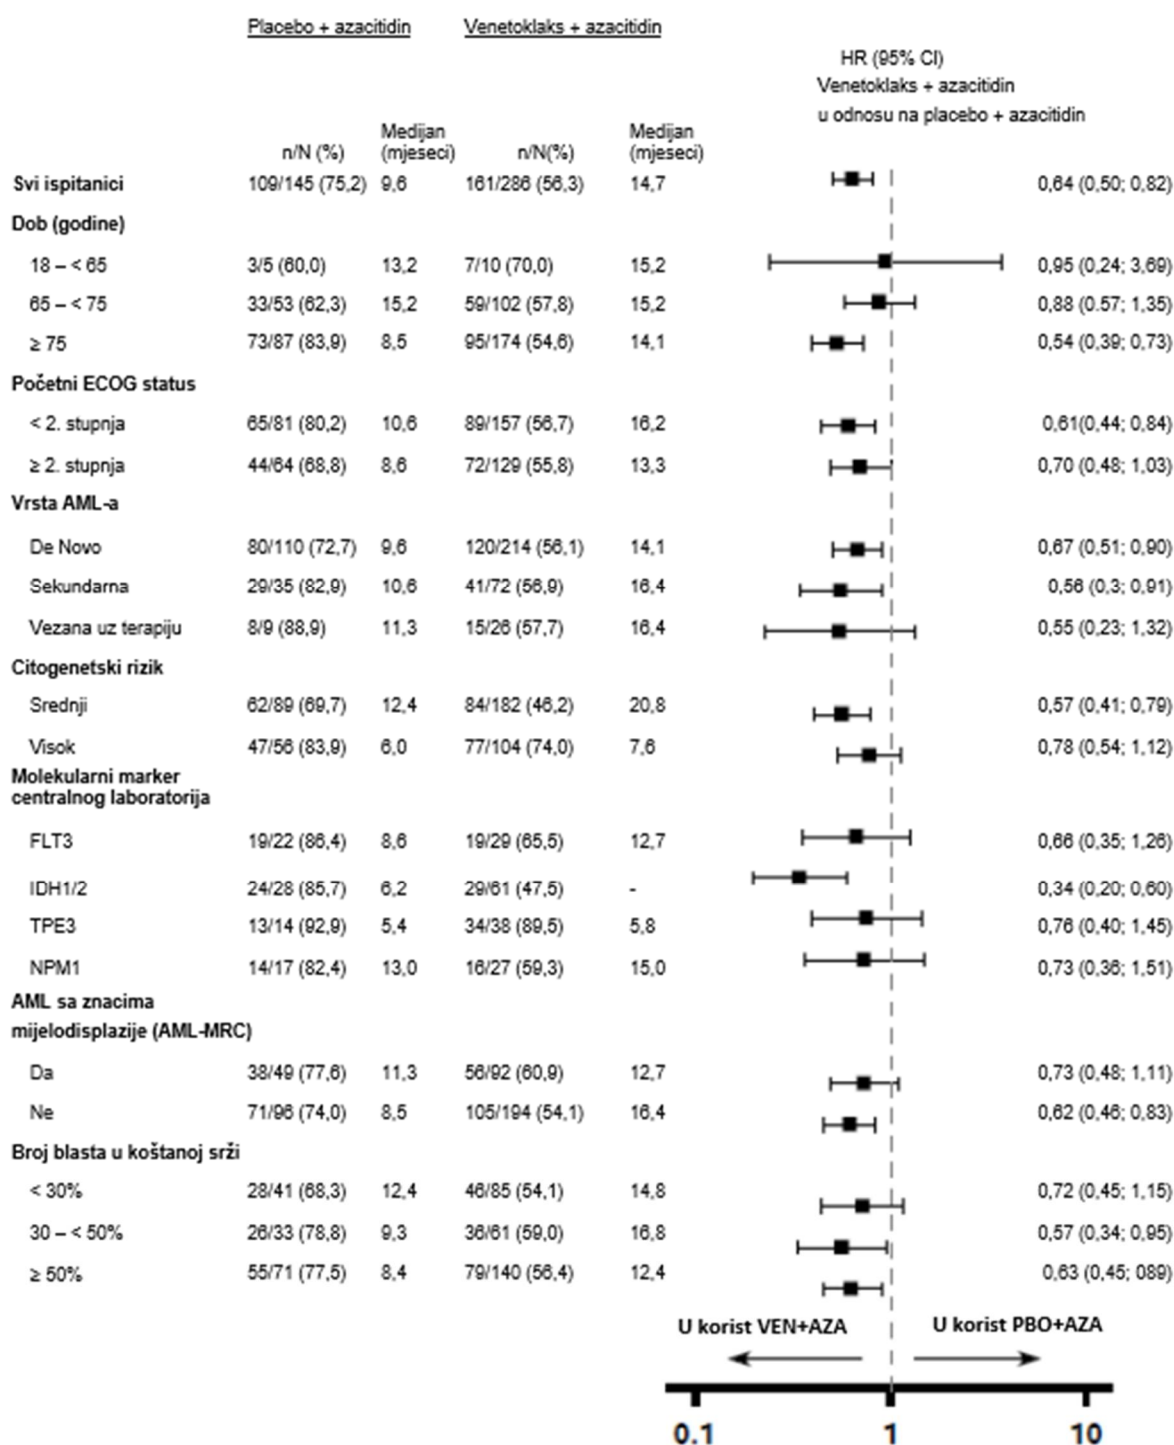 Placebo + azacitidin Venetoklaks + azacitidin
HR (95% CI)
Venetoklaks + azacitidin
u odnosu na placebo + azacitidin
n/N (%) Medijan (mjeseci) n/N(%) Medijan (mjeseci)
Svi ispitanici 109/145 (75,2) 9,6 161/286 (56,3) 14,7 0,64 (0,50; 0,82)
Dob (godine)
18 – < 65 3/5 (60,0) 13,2 7/10 (70,0) 15,2 0,95 (0,24; 3,69)
65 – < 75 33/53 (62,3) 15,2 59/102 (57,8) 15,2 0,88 (0,57; 1,35)
≥ 75 73/87 (83,9) 8,5 95/174 (54,6) 14,1 0,54 (0,39; 0,73)
Početni ECOG status
< 2. stupnja 65/81 (80,2) 10,6 89/157 (56,7) 16,2 0,61(0,44; 0,84)
≥ 2. stupnja 44/64 (68,8) 8,6 72/129 (55,8) 13,3 0,70 (0,48; 1,03)
Vrsta AML-a
De Novo 80/110 (72,7) 9,6 120/214 (56,1) 14,1 0,67 (0,51; 0,90)
Sekundarna 29/35 (82,9) 10,6 41/72 (56,9) 16,4 0,56 (0,3; 0,91)
Vezana uz terapiju 8/9 (88,9) 11,3 15/26 (57,7) 16,4 0,55 (0,23; 1,32)
Citogenetski rizik
Srednji 62/89 (69,7) 12,4 84/182 (46,2) 20,8 0,57 (0,41; 0,79)
Visok 47/56 (83,9) 6,0 77/104 (74,0) 7,6 0,78 (0,54; 1,12)
Molekularni marker
centralnog laboratorija
FLT3 19/22 (86,4) 8,6 19/29 (65,5) 12,7 0,66 (0,35; 1,26)
IDH1/2 24/28 (85,7) 6,2 29/61 (47,5) - 0,34 (0,20; 0,60)
TPE3 13/14 (92,9) 5,4 34/38 (89,5) 5,8 0,76 (0,40; 1,45)
NPM1 14/17 (82,4) 13,0 16/27 (59,3) 15,0 0,73 (0,36; 1,51)
AML sa znacima
mijelodisplazije (AML-MRC)
Da 38/49 (77,6) 11,3 56/92 (60,9) 12,7 0,73 (0,48; 1,11)
Ne 71/96 (74,0) 8,5 105/194 (54,1) 16,4 0,62 (0,46; 0,83)
Broj blasta u koštanoj srži
< 30% 28/41 (68,3) 12,4 46/85 (54,1) 14,8 0,72 (0,45; 1,15)
30 – < 50% 26/33 (78,8) 9,3 36/61 (59,0) 16,8 0,57 (0,34; 0,95)
≥ 50% 55/71 (77,5) 8,4 79/140 (56,4) 12,4 0,63 (0,45; 089)
U korist VEN+AZA U korist PBO+AZA
0.1 1 10